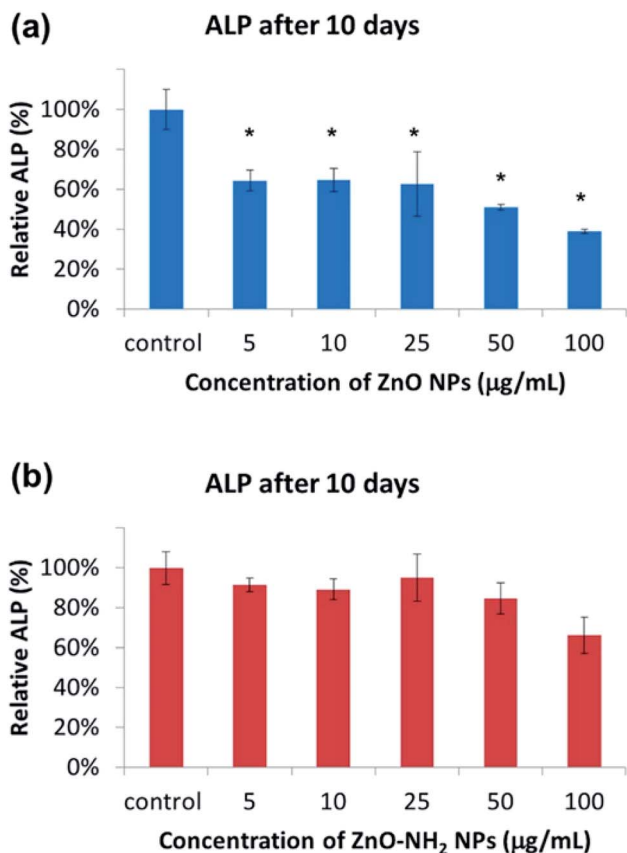 (a)
ALP after 10 days
Relative ALP (%)
100%
80%
60%
40%
20%
0%
* * * * *
control 5 10 25 50 100
Concentration of ZnO NPs (μg/mL)
(b)
ALP after 10 days
Relative ALP (%)
100%
80%
60%
40%
20%
0%
control 5 10 25 50 100
Concentration of ZnO-NH₂ NPs (μg/mL)